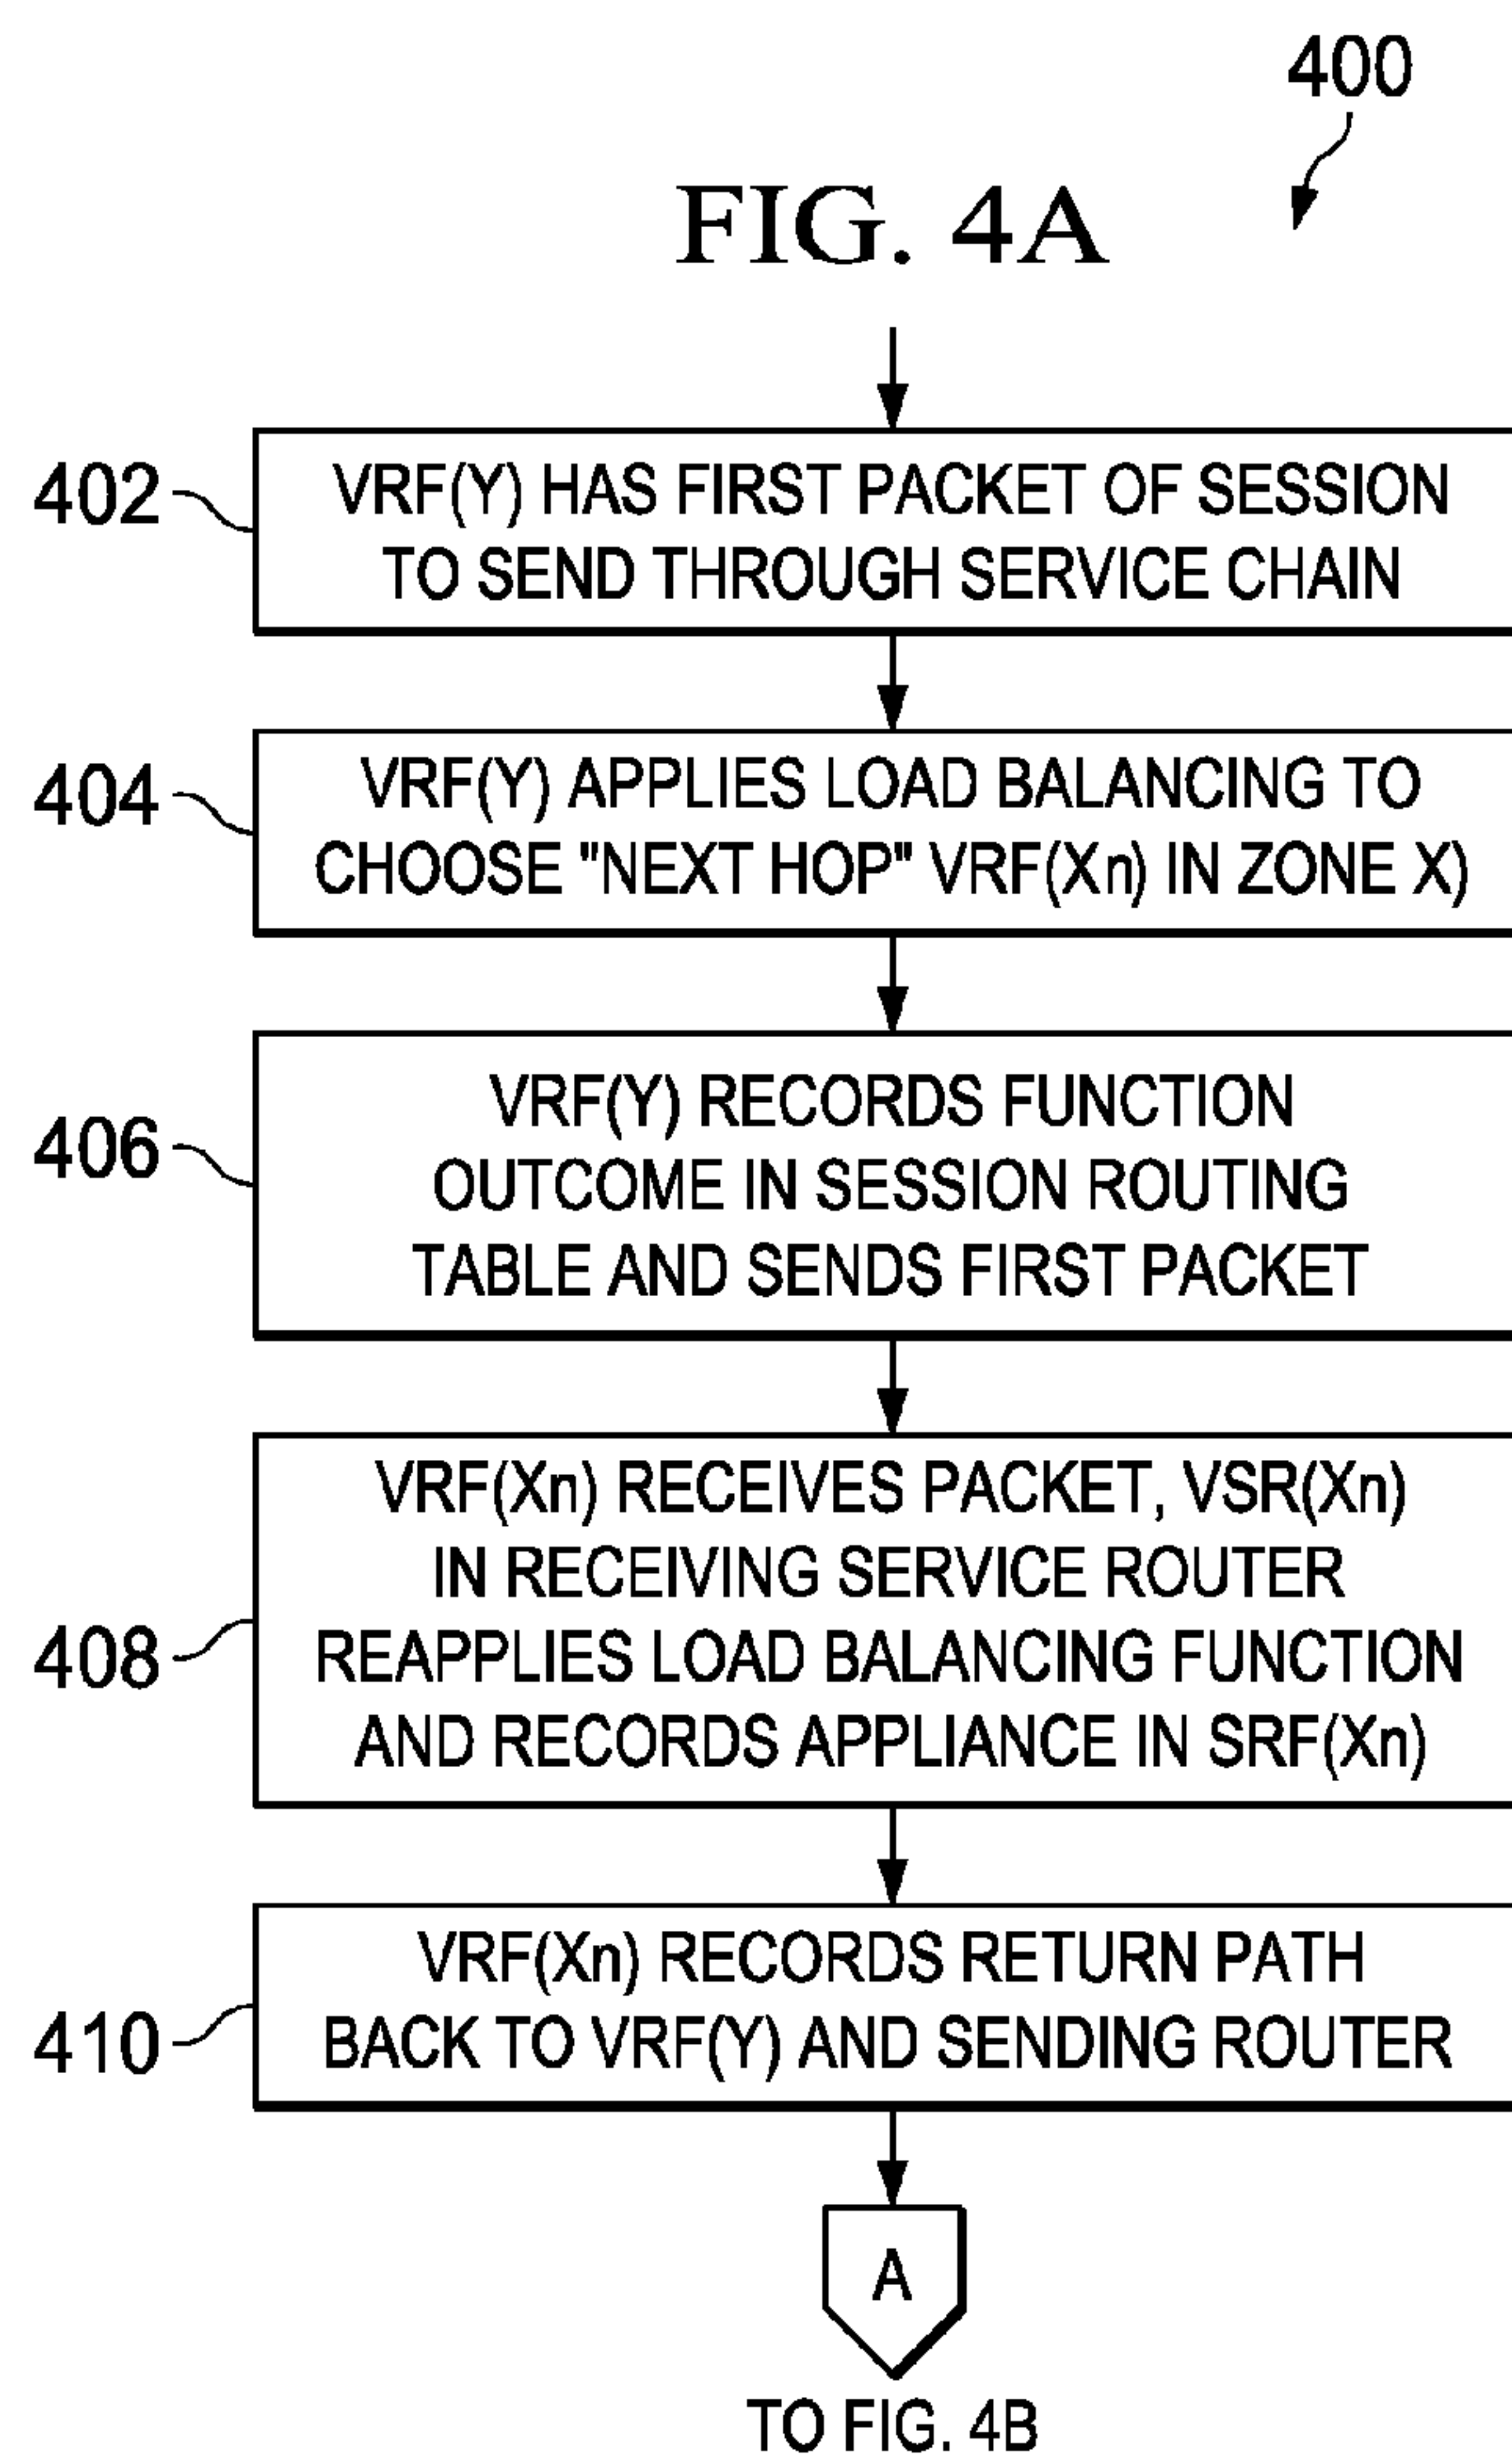 400
FIG. 4A
402
VRF(Y) HAS FIRST PACKET OF SESSION
TO SEND THROUGH SERVICE CHAIN
404
VRF(Y) APPLIES LOAD BALANCING TO
CHOOSE "NEXT HOP" VRF(Xn) IN ZONE X)
406
VRF(Y) RECORDS FUNCTION
OUTCOME IN SESSION ROUTING
TABLE AND SENDS FIRST PACKET
408
VRF(Xn) RECEIVES PACKET, VSR(Xn)
IN RECEIVING SERVICE ROUTER
REAPPLIES LOAD BALANCING FUNCTION
AND RECORDS APPLIANCE IN SRF(Xn)
410
VRF(Xn) RECORDS RETURN PATH
BACK TO VRF(Y) AND SENDING ROUTER
A
TO FIG. 4B